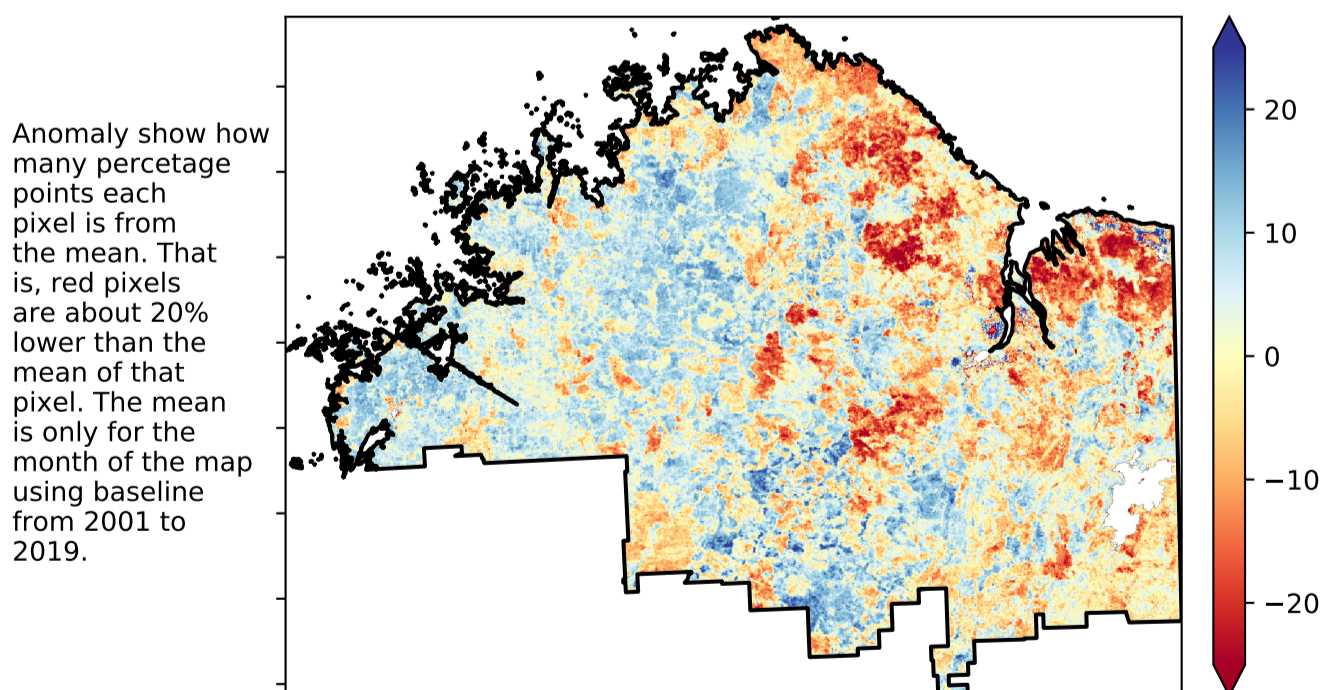 Anomaly show how
many percetage
points each
pixel is from
the mean. That
is, red pixels
are about 20%
lower than the
mean of that
pixel. The mean
is only for the
month of the map
using baseline
from 2001 to
2019.
20
10
0
−10
−20